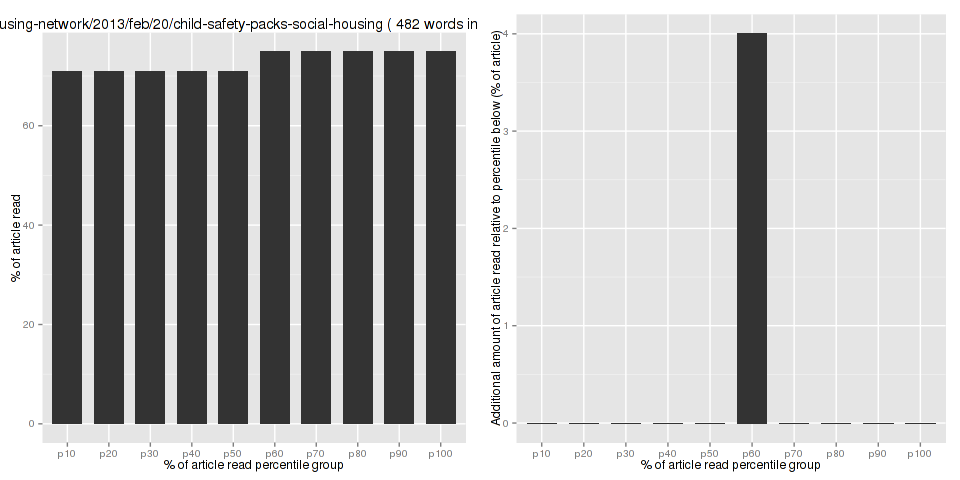 using-network/2013/feb/20/child-safety-packs-social-housing ( 482 words in
% of article read
60
40
20
0
p10 p20 p30 p40 p50 p60 p70 p80 p90 p100
% of article read percentile group
Additional amount of article read relative to percentile below (% of article)
4
3
2
1
0
p10 p20 p30 p40 p50 p60 p70 p80 p90 p100
% of article read percentile group